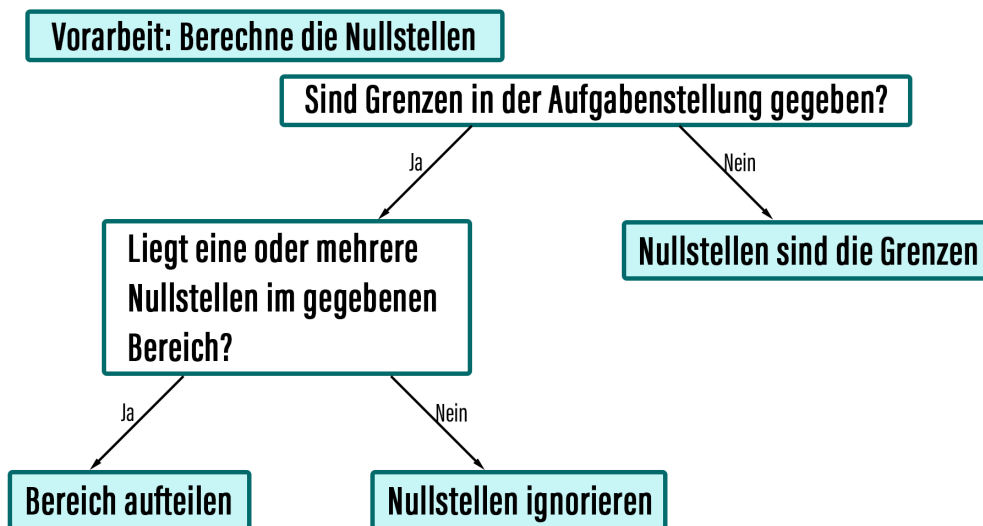 Vorarbeit: Berechne die Nullstellen
Sind Grenzen in der Aufgabenstellung gegeben?
Ja
Nein
Liegt eine oder mehrere
Nullstellen im gegebenen
Bereich?
Nullstellen sind die Grenzen
Ja
Nein
Bereich aufteilen
Nullstellen ignorieren